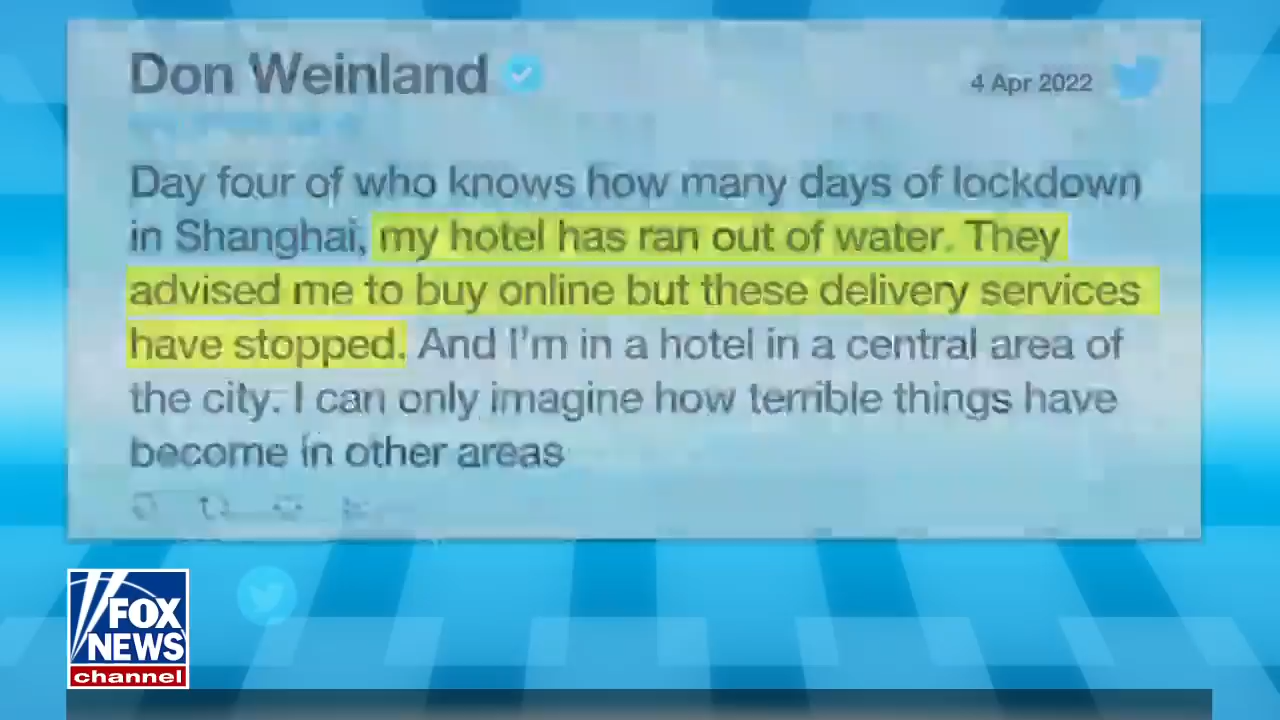 Don Weinland
4 Apr 2022
Day four of who knows how many days of lockdown
in Shanghai, my hotel has ran out of water. They
advised me to buy online but these delivery services
have stopped. And I'm in a hotel in a central area of
the city. I can only imagine how terrible things have
become in other areas
FOX
NEWS
channel